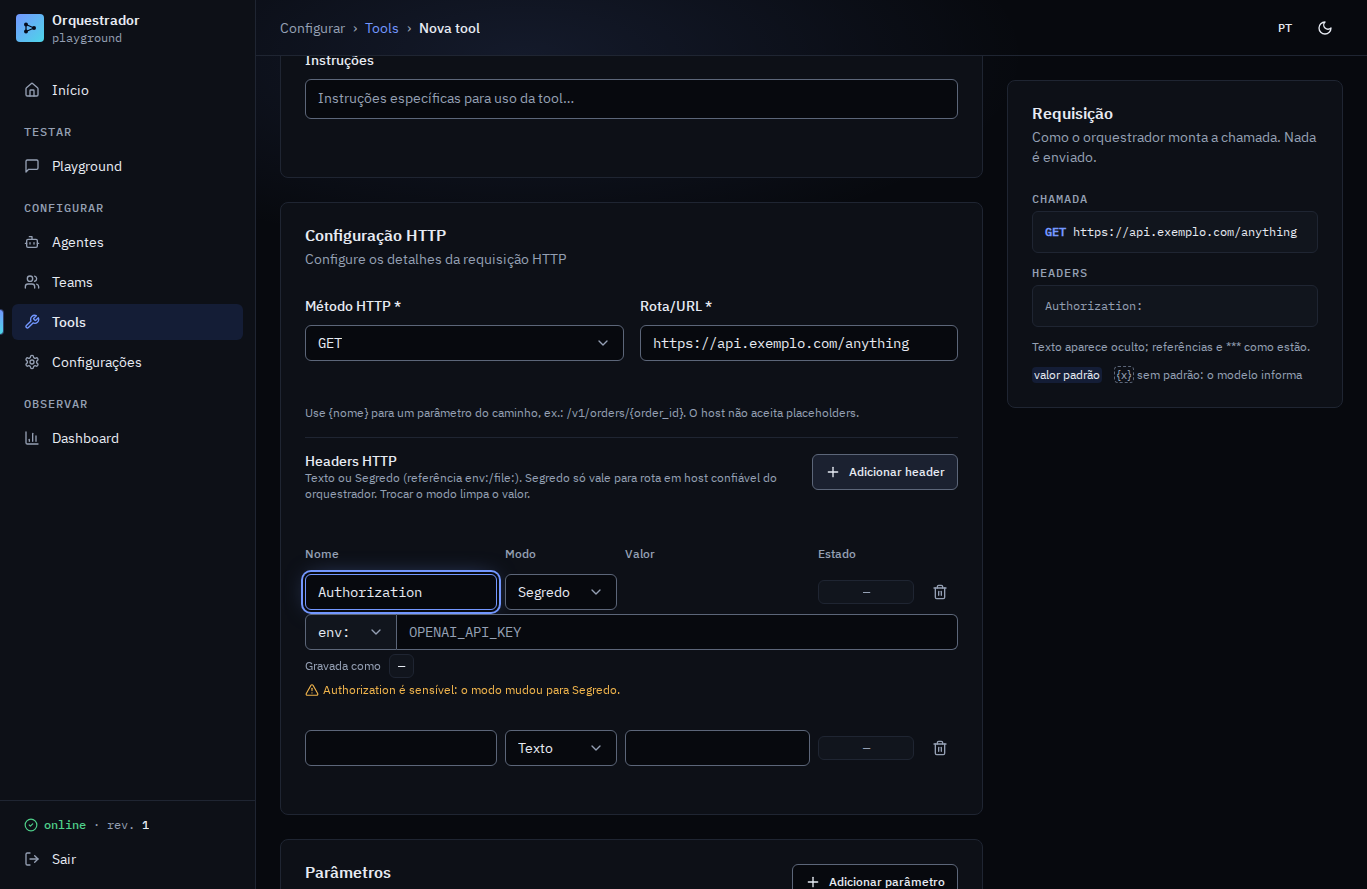 Orquestrador
playground
Início
TESTAR
Playground
CONFIGURAR
Agentes
Teams
Tools
Configurações
OBSERVAR
Dashboard
online · rev. 1
Sair
Configurar › Tools › Nova tool
PT
Instruções
Instruções específicas para uso da tool...
Configuração HTTP
Configure os detalhes da requisição HTTP
Método HTTP *
Rota/URL *
GET
https://api.exemplo.com/anything
Use {nome} para um parâmetro do caminho, ex.: /v1/orders/{order_id}. O host não aceita placeholders.
Headers HTTP
Texto ou Segredo (referência env:/file:). Segredo só vale para rota em host confiável do
orquestrador. Trocar o modo limpa o valor.
Adicionar header
Nome
Modo
Valor
Estado
Authorization
Segredo
—
env:
OPENAI_API_KEY
Gravada como —
Authorization é sensível: o modo mudou para Segredo.
Texto
—
Parâmetros
Adicionar parâmetro
Requisição
Como o orquestrador monta a chamada. Nada
é enviado.
CHAMADA
GET https://api.exemplo.com/anything
HEADERS
Authorization:
Texto aparece oculto; referências e *** como estão.
valor padrão {x} sem padrão: o modelo informa